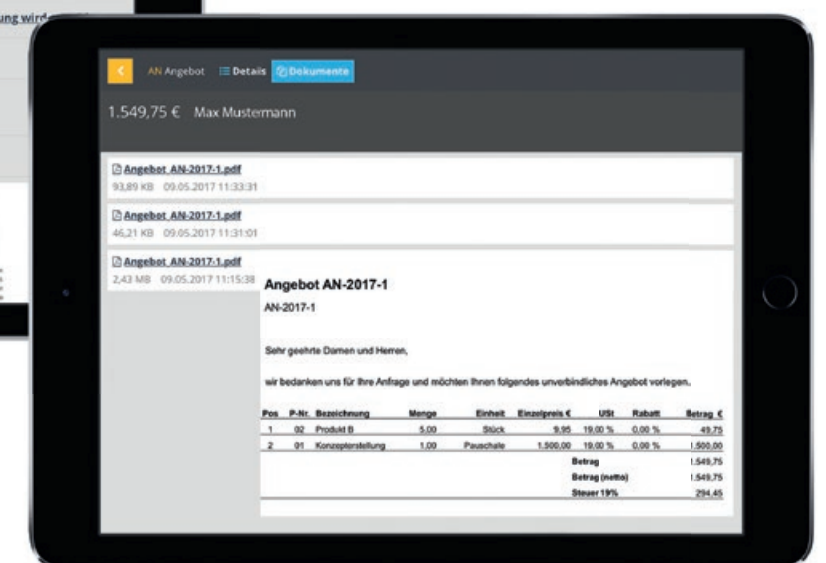 ung wird
AN Angebot Details Dokumente
1.549,75 € Max Mustermann
Angebot_AN-2017-1.pdf
93,89 KB 09.05.2017 11:33:31
Angebot_AN-2017-1.pdf
46,21 KB 09.05.2017 11:31:01
Angebot_AN-2017-1.pdf
2,43 MB 09.05.2017 11:15:38
Angebot AN-2017-1
AN-2017-1
Sehr geehrte Damen und Herren,
wir bedanken uns für Ihre Anfrage und möchten Ihnen folgendes unverbindliches Angebot vorlegen.
Pos P-Nr. Bezeichnung Menge Einheit Einzelpreis € USt Rabatt Betrag €
1 02 Produkt B 5,00 Stück 9,95 19,00 % 0,00 % 49,75
2 01 Konzepterstellung 1,00 Pauschale 1.500,00 19,00 % 0,00 % 1.500,00
Betrag 1.549,75
Betrag (netto) 1.549,75
Steuer 19% 294,45